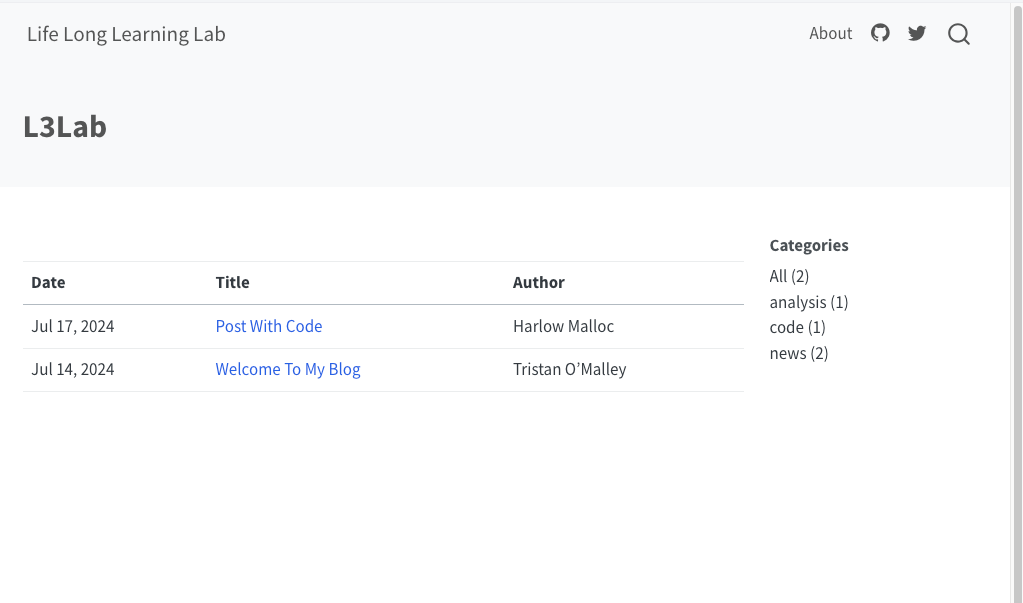 Life Long Learning Lab About
L3Lab
Date Title Author
Jul 17, 2024 Post With Code Harlow Malloc
Jul 14, 2024 Welcome To My Blog Tristan O’Malley
Categories
All (2)
analysis (1)
code (1)
news (2)